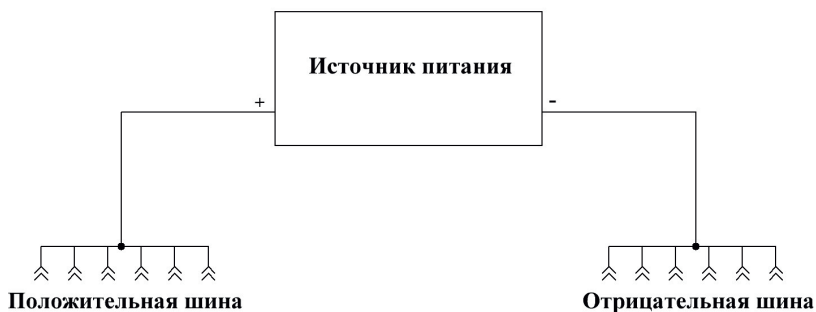 Источник питания
+
-
Положительная шина
Отрицательная шина